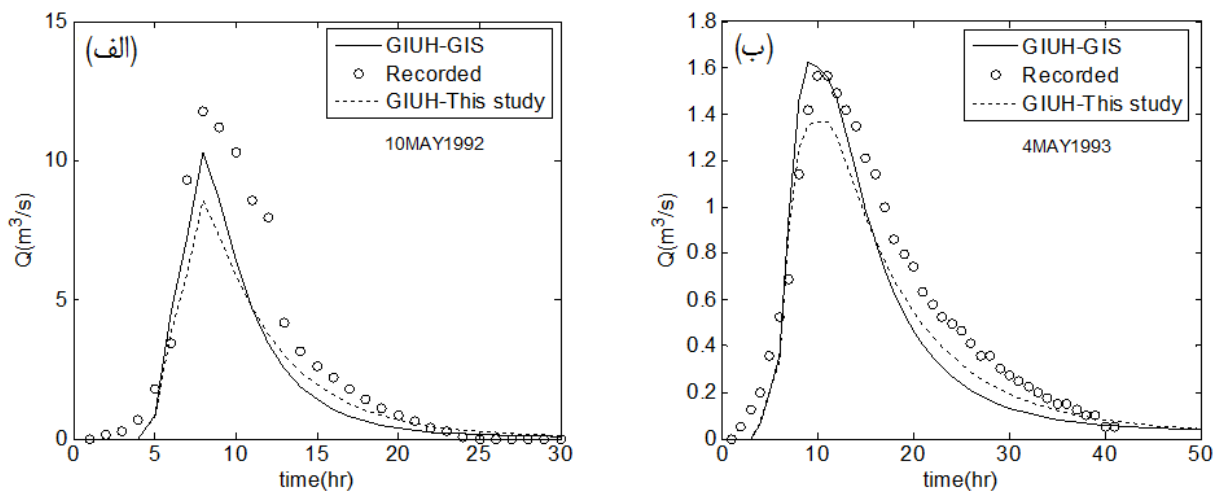 (الف)
GIUH-GIS
Recorded
GIUH-This study
10MAY1992
15
10
5
0
Q(m³/s)
0 5 10 15 20 25 30
time(hr)
(ب)
GIUH-GIS
Recorded
GIUH-This study
4MAY1993
1.8
1.6
1.4
1.2
1
0.8
0.6
0.4
0.2
0
Q(m³/s)
0 10 20 30 40 50
time(hr)